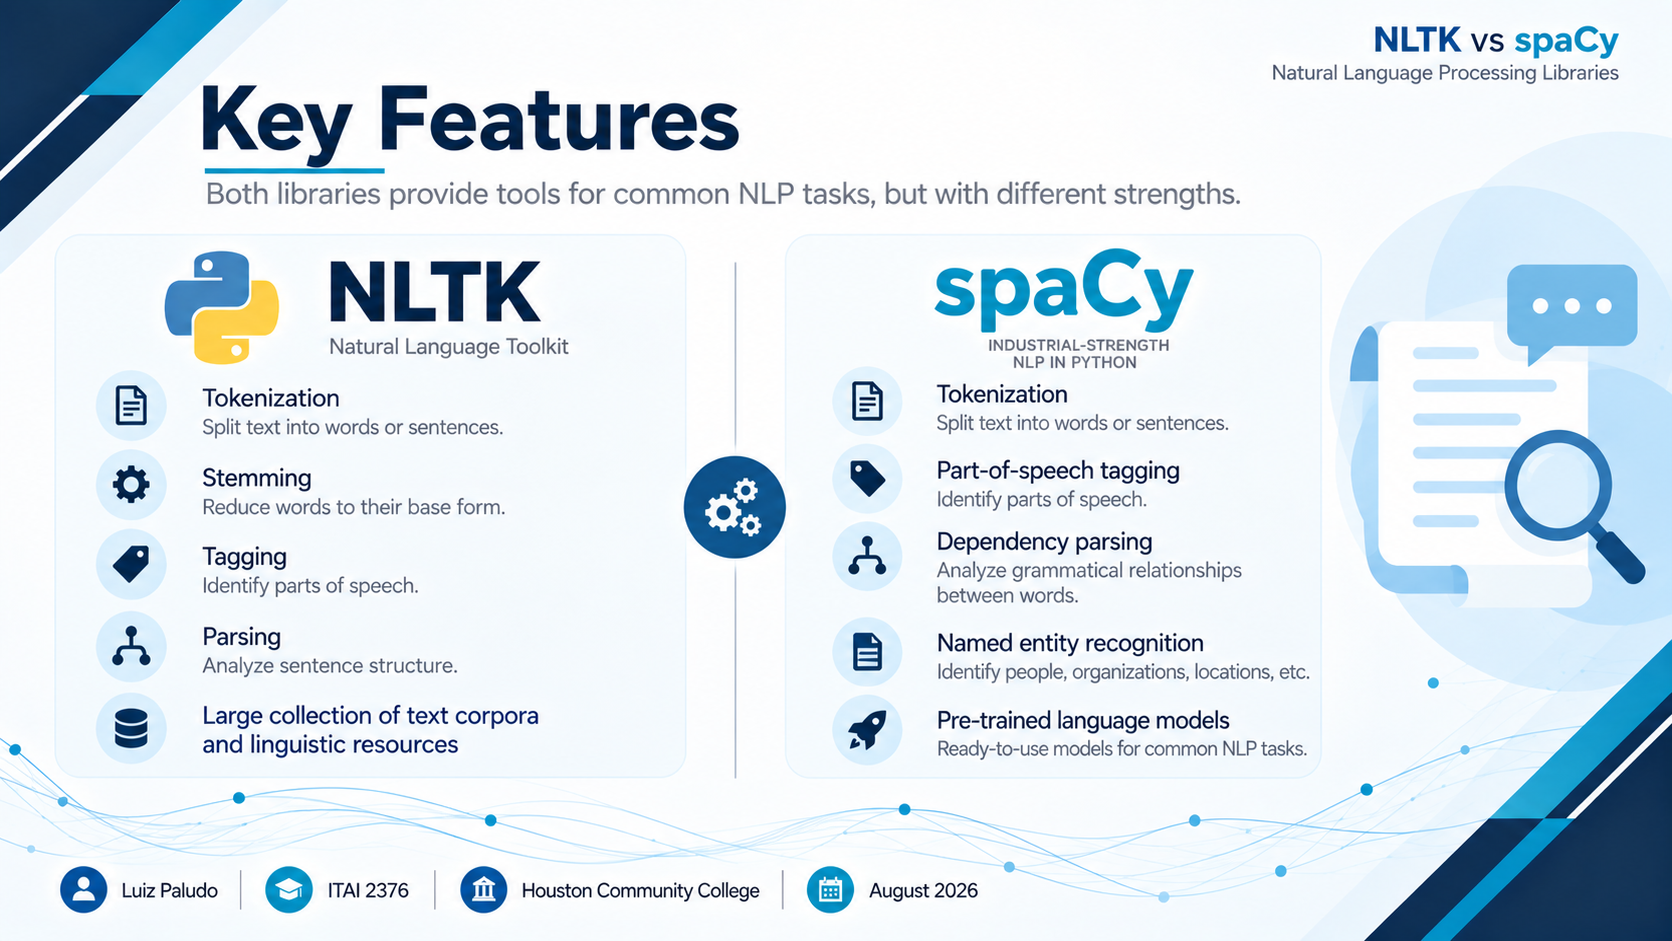 NLTK vs spaCy
Natural Language Processing Libraries
Key Features
Both libraries provide tools for common NLP tasks, but with different strengths.
NLTK
Natural Language Toolkit
Tokenization
Split text into words or sentences.
Stemming
Reduce words to their base form.
Tagging
Identify parts of speech.
Parsing
Analyze sentence structure.
Large collection of text corpora
and linguistic resources
spaCy
INDUSTRIAL-STRENGTH
NLP IN PYTHON
Tokenization
Split text into words or sentences.
Part-of-speech tagging
Identify parts of speech.
Dependency parsing
Analyze grammatical relationships
between words.
Named entity recognition
Identify people, organizations, locations, etc.
Pre-trained language models
Ready-to-use models for common NLP tasks.
Luiz Paludo
ITAI 2376
Houston Community College
August 2026